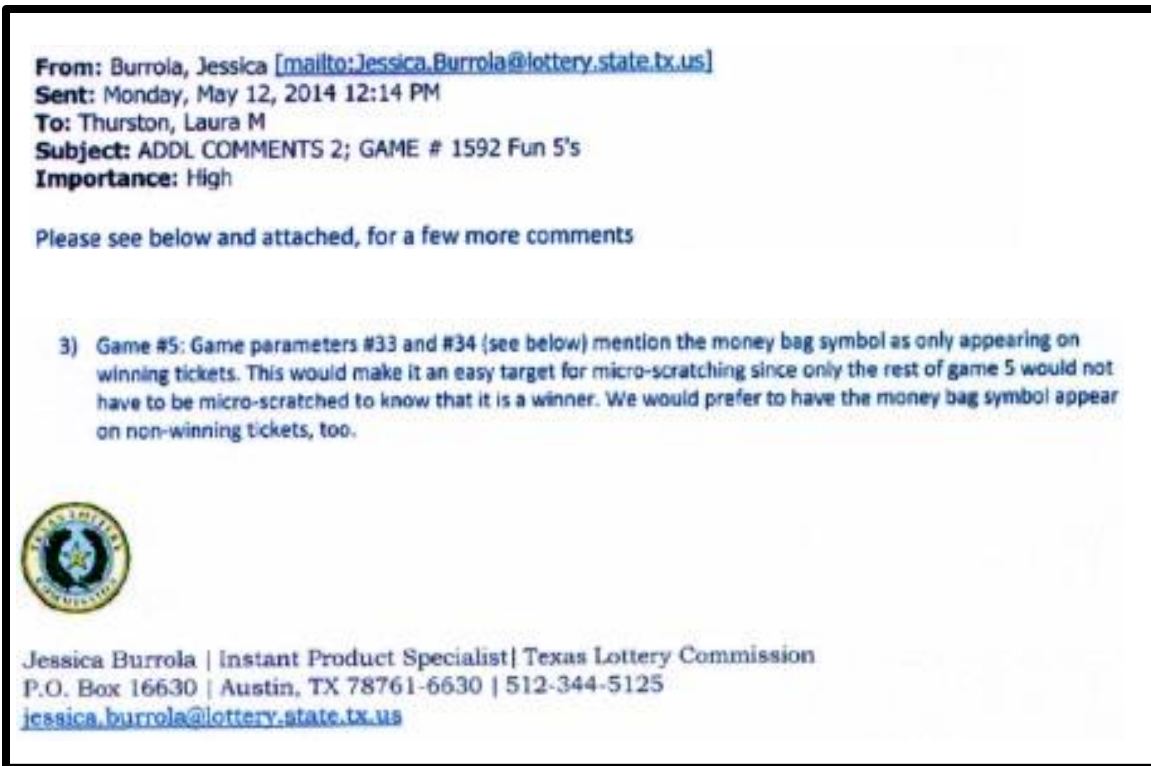 From: Burrola, Jessica [mailto:Jessica.Burrola@lottery.state.tx.us]
Sent: Monday, May 12, 2014 12:14 PM
To: Thurston, Laura M
Subject: ADDL COMMENTS 2; GAME # 1592 Fun 5's
Importance: High
Please see below and attached, for a few more comments
3) Game #5: Game parameters #33 and #34 (see below) mention the money bag symbol as only appearing on
winning tickets. This would make it an easy target for micro-scratching since only the rest of game 5 would not
have to be micro-scratched to know that it is a winner. We would prefer to have the money bag symbol appear
on non-winning tickets, too.
TEXAS LOTTERY
COMMISSION
Jessica Burrola | Instant Product Specialist| Texas Lottery Commission
P.O. Box 16630 | Austin, TX 78761-6630 | 512-344-5125
jessica.burrola@lottery.state.tx.us